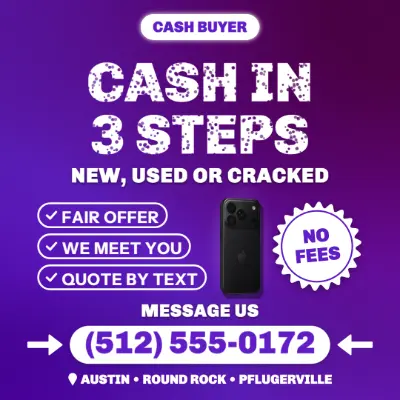 CASH BUYER
CASH IN
3 STEPS
NEW, USED OR CRACKED
FAIR OFFER
WE MEET YOU
QUOTE BY TEXT
NO
FEES
MESSAGE US
(512) 555-0172
AUSTIN • ROUND ROCK • PFLUGERVILLE